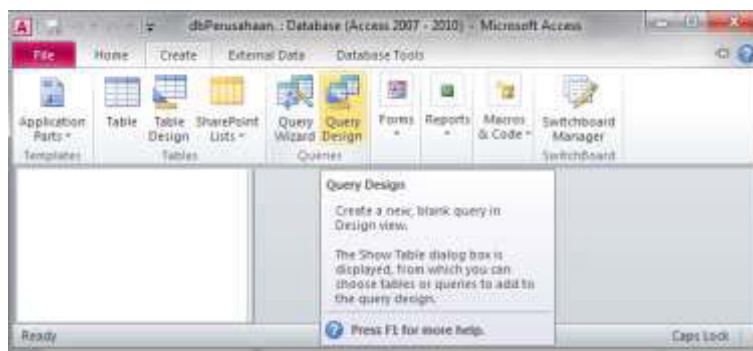 A dbPerusahaan : Database (Access 2007 - 2010) - Microsoft Access
File Home Create External Data Database Tools
Application Parts Table Table Design SharePoint Lists Query Wizard Query Design Forms Reports Macros & Code Switchboard Manager
Templates Tables Queries Switchboard
Query Design
Create a new, blank query in
Design view.
The Show Table dialog box is
displayed, from which you can
choose tables or queries to add to
the query design.
Press F1 for more help.
Ready Caps Lock